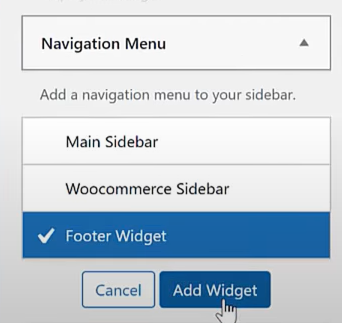 Navigation Menu
Add a navigation menu to your sidebar.
Main Sidebar
Woocommerce Sidebar
Footer Widget
Cancel Add Widget